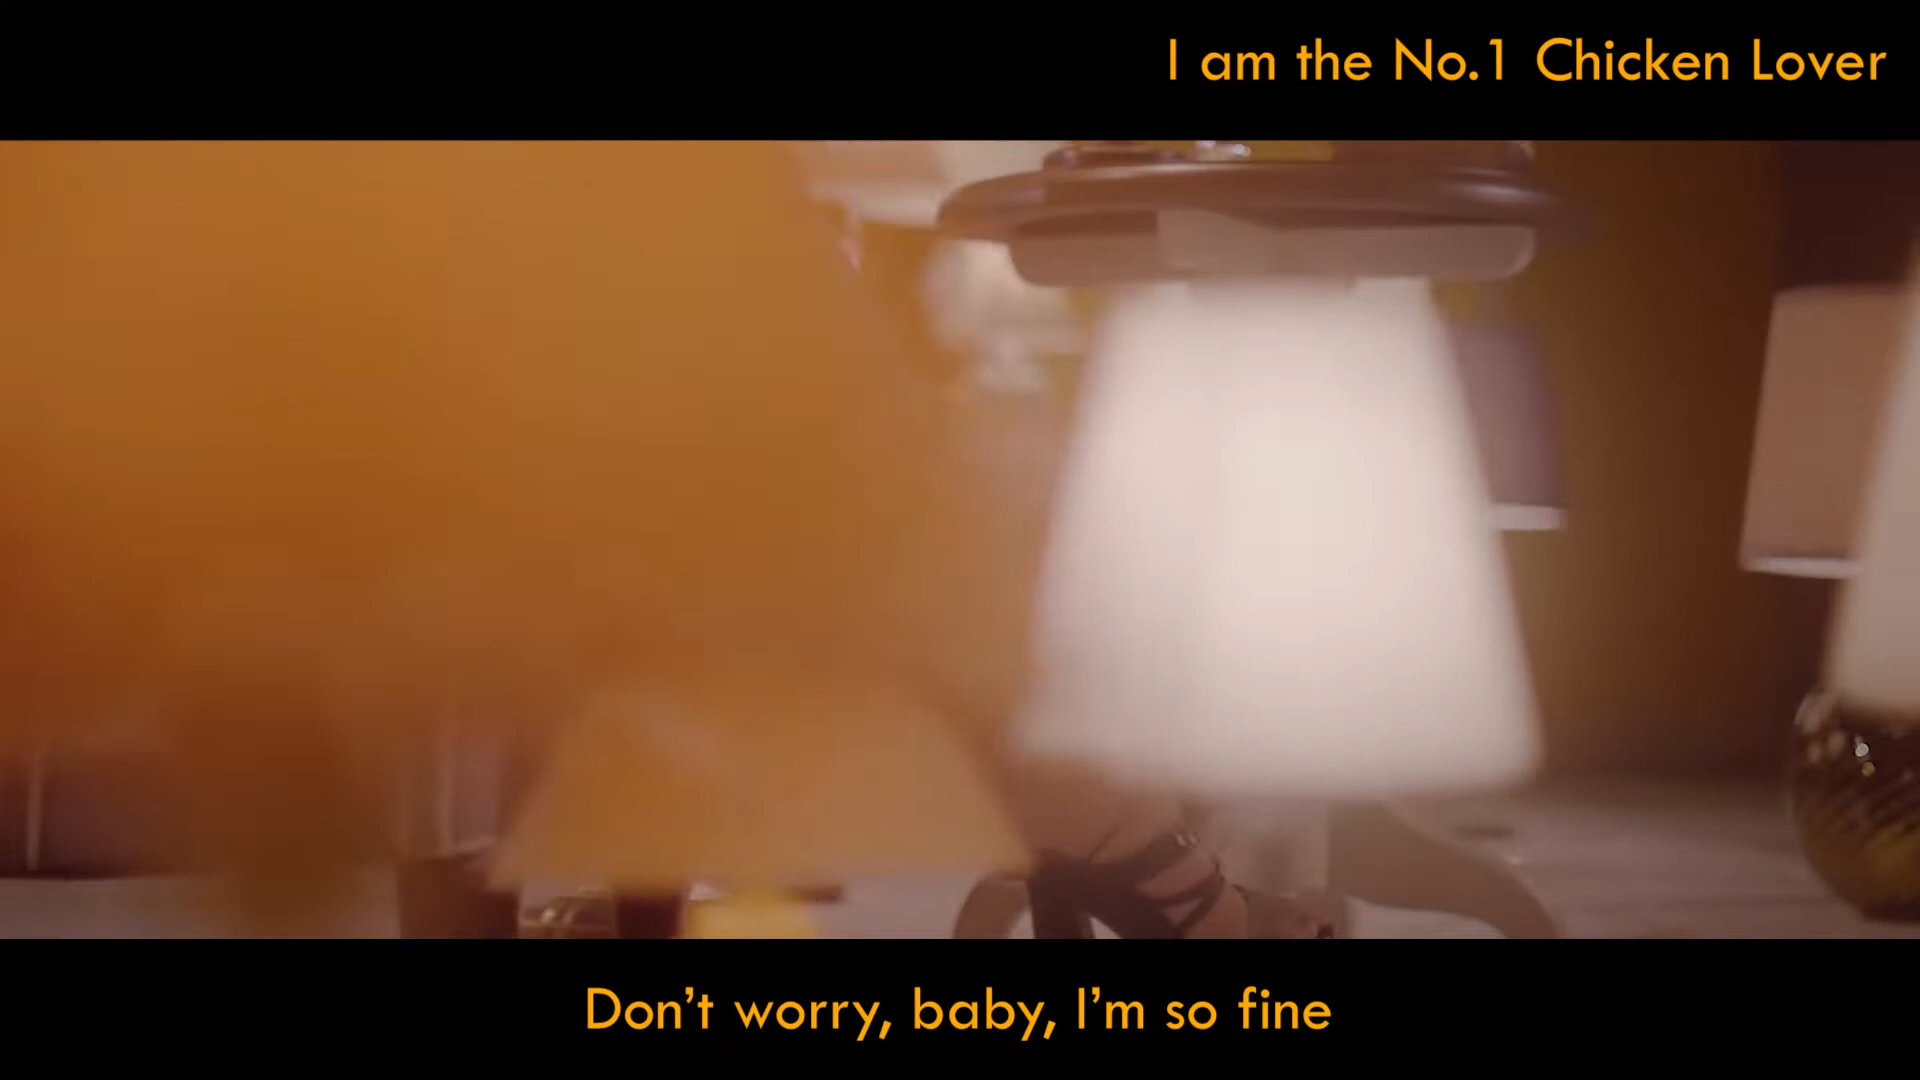 I am the No.1 Chicken Lover
Don’t worry, baby, I’m so fine